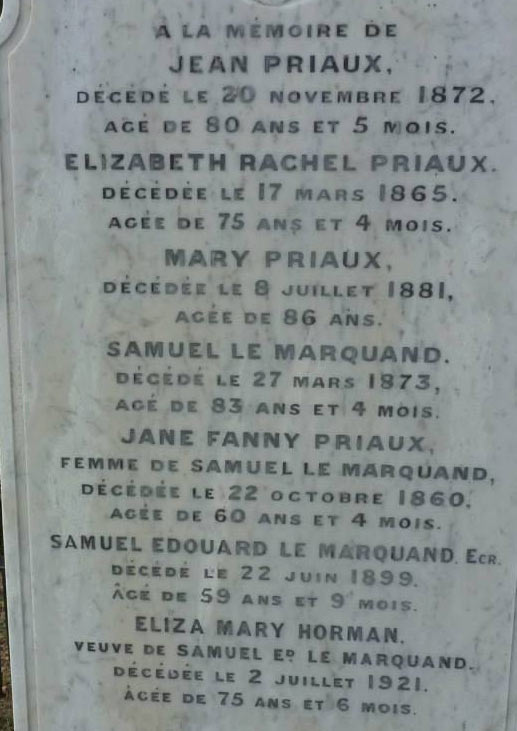 A LA MÉMOIRE DE
JEAN PRIAUX,
DÉCÉDÉ LE 20 NOVEMBRE 1872.
AGÉ DE 80 ANS ET 5 MOIS.
ELIZABETH RACHEL PRIAUX.
DÉCÉDÉE LE 17 MARS 1865.
AGÉE DE 75 ANS ET 4 MOIS.
MARY PRIAUX,
DÉCÉDÉE LE 8 JUILLET 1881,
AGÉE DE 86 ANS.
SAMUEL LE MARQUAND.
DÉCÉDÉ LE 27 MARS 1873,
AGÉ DE 83 ANS ET 4 MOIS.
JANE FANNY PRIAUX,
FEMME DE SAMUEL LE MARQUAND,
DÉCÉDÉE LE 22 OCTOBRE 1860.
AGÉE DE 60 ANS ET 4 MOIS.
SAMUEL EDOUARD LE MARQUAND. ECR.
DÉCÉDÉ LE 22 JUIN 1899.
ÂGÉ DE 59 ANS ET 9 MOIS.
ELIZA MARY HORMAN.
VEUVE DE SAMUEL ED. LE MARQUAND.
DÉCÉDÉE LE 2 JUILLET 1921.
ÂGÉE DE 75 ANS ET 6 MOIS.